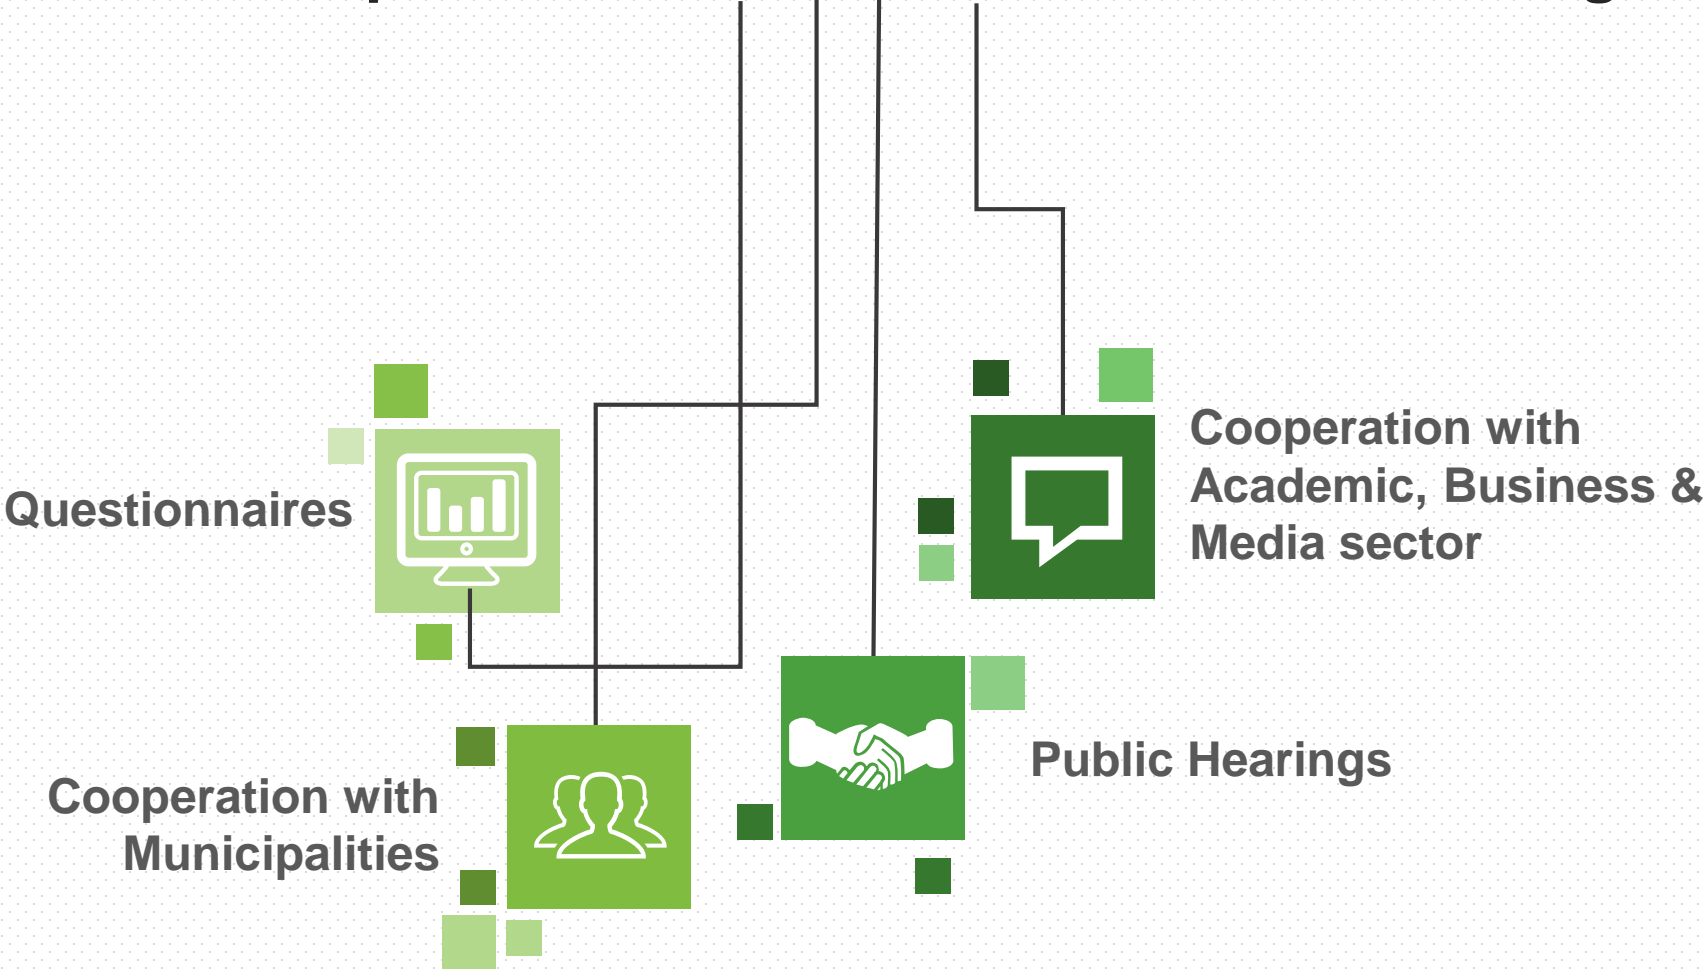 Questionnaires
Cooperation with
Municipalities
Cooperation with
Academic, Business &
Media sector
Public Hearings